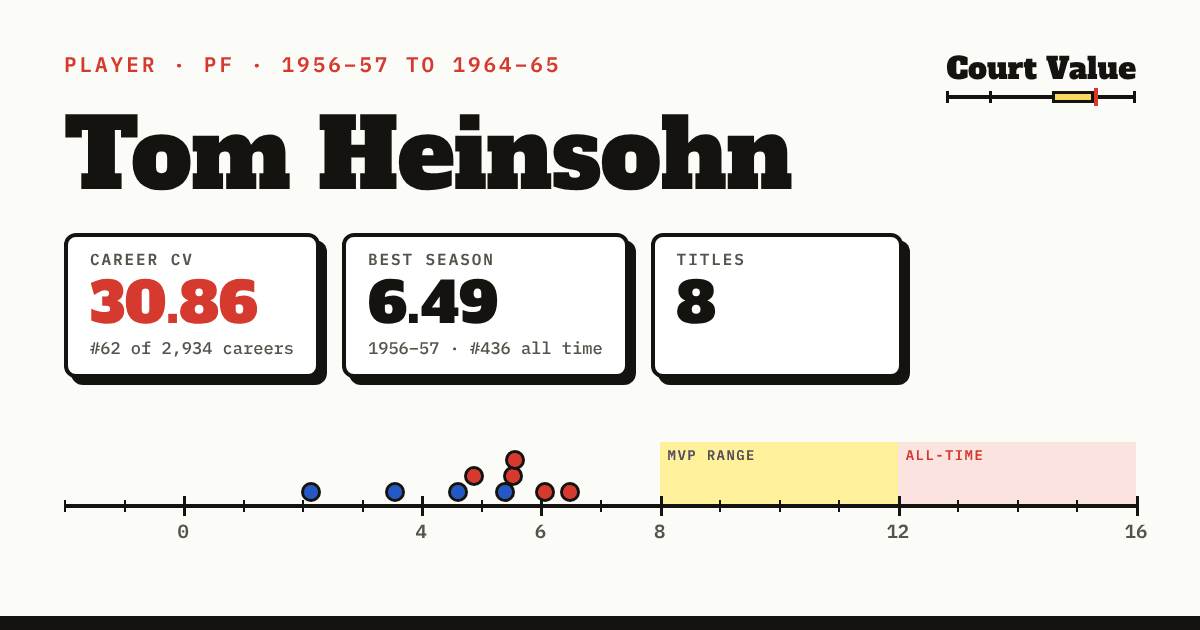 PLAYER · PF · 1956–57 TO 1964–65
Court Value
Tom Heinsohn
CAREER CV
30.86
#62 of 2,934 careers
BEST SEASON
6.49
1956–57 · #436 all time
TITLES
8
MVP RANGE
ALL-TIME
0 4 6 8 12 16